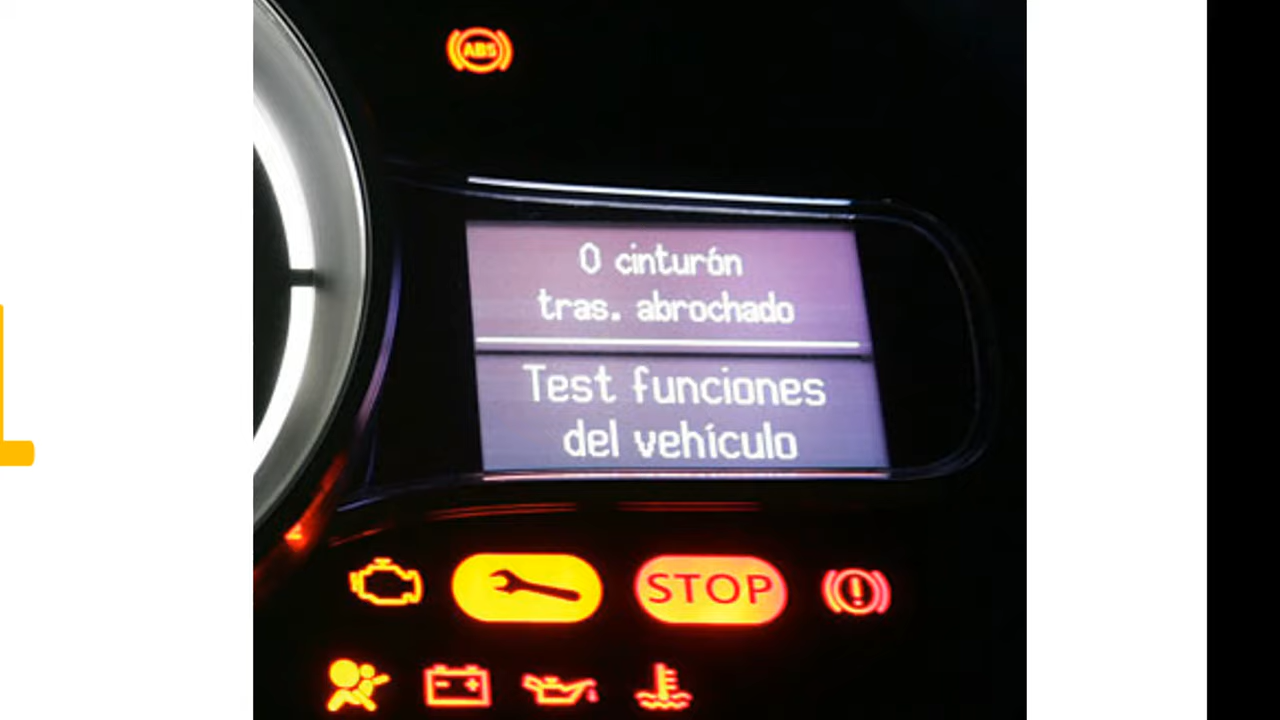 ABS
0 cinturón
tras. abrochado
Test funciones
del vehículo
STOP